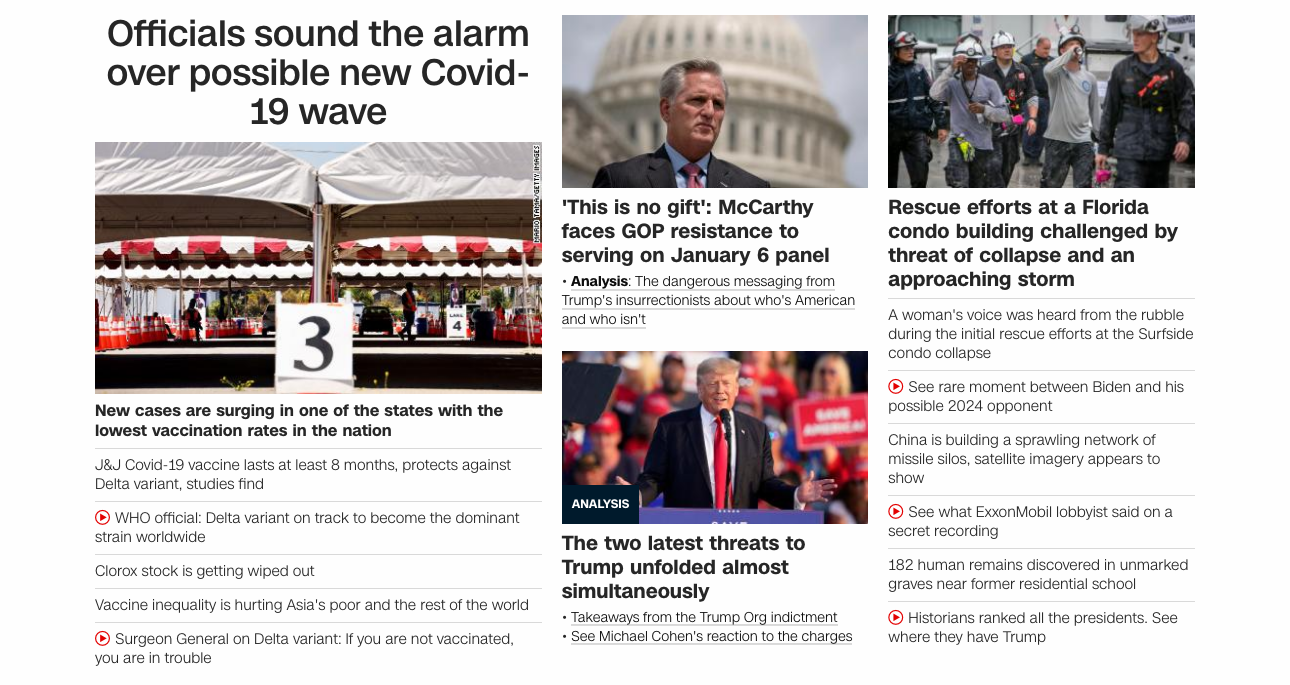 Officials sound the alarm
over possible new Covid-
19 wave
MARIO TAMA/GETTY IMAGES
3
LANE
4
New cases are surging in one of the states with the
lowest vaccination rates in the nation
J&J Covid-19 vaccine lasts at least 8 months, protects against
Delta variant, studies find
WHO official: Delta variant on track to become the dominant
strain worldwide
Clorox stock is getting wiped out
Vaccine inequality is hurting Asia's poor and the rest of the world
Surgeon General on Delta variant: If you are not vaccinated,
you are in trouble
'This is no gift': McCarthy
faces GOP resistance to
serving on January 6 panel
• Analysis: The dangerous messaging from
Trump's insurrectionists about who's American
and who isn't
SAVE
AMERICA!
ANALYSIS
SAVE
The two latest threats to
Trump unfolded almost
simultaneously
• Takeaways from the Trump Org indictment
• See Michael Cohen's reaction to the charges
Rescue efforts at a Florida
condo building challenged by
threat of collapse and an
approaching storm
A woman's voice was heard from the rubble
during the initial rescue efforts at the Surfside
condo collapse
See rare moment between Biden and his
possible 2024 opponent
China is building a sprawling network of
missile silos, satellite imagery appears to
show
See what ExxonMobil lobbyist said on a
secret recording
182 human remains discovered in unmarked
graves near former residential school
Historians ranked all the presidents. See
where they have Trump